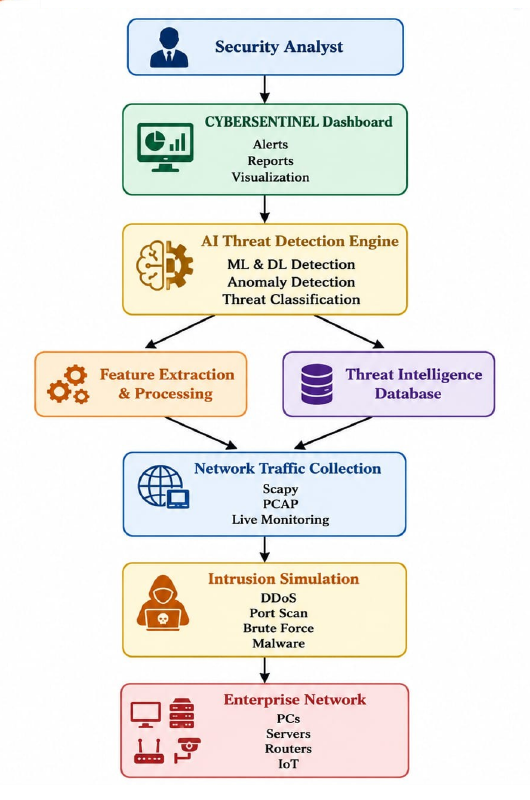 Security Analyst
CYBERSENTINEL Dashboard
Alerts
Reports
Visualization
AI Threat Detection Engine
ML & DL Detection
Anomaly Detection
Threat Classification
Feature Extraction
& Processing
Threat Intelligence
Database
Network Traffic Collection
Scapy
PCAP
Live Monitoring
Intrusion Simulation
DDoS
Port Scan
Brute Force
Malware
Enterprise Network
PCs
Servers
Routers
IoT